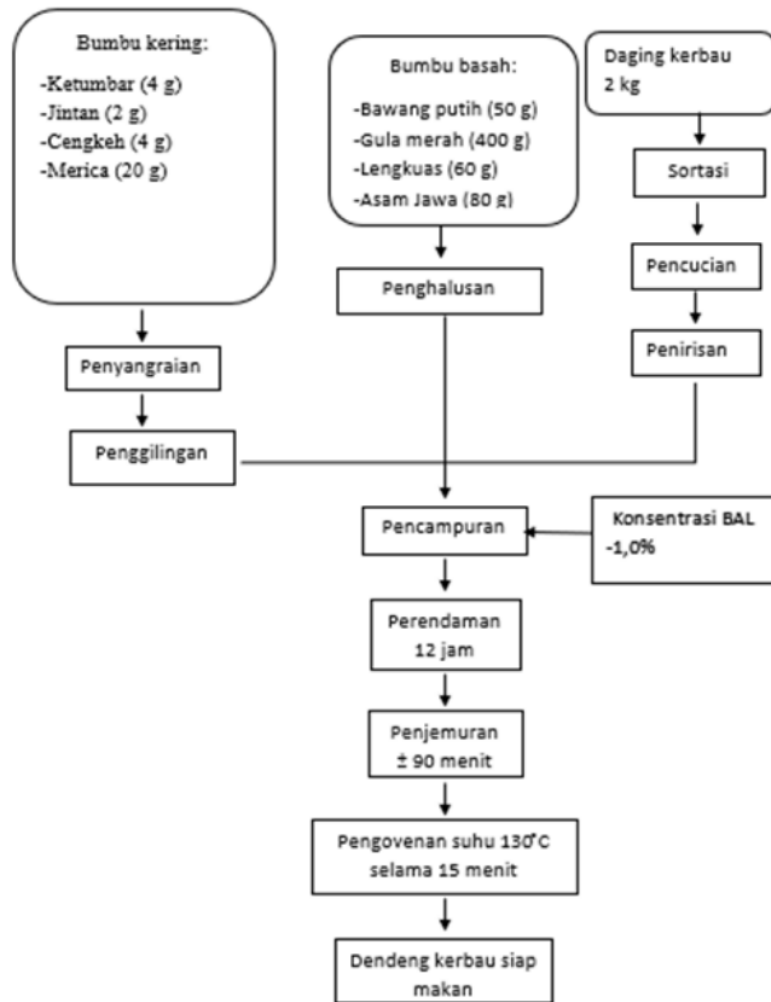 Bumbu kering:
-Ketumbar (4 g)
-Jintan (2 g)
-Cengkeh (4 g)
-Merica (20 g)
Penyangraian
Penggilingan
Bumbu basah:
-Bawang putih (50 g)
-Gula merah (400 g)
-Lengkuas (60 g)
-Asam Jawa (80 g)
Penghalusan
Daging kerbau
2 kg
Sortasi
Pencucian
Penirisan
Pencampuran
Konsentrasi BAL
-1,0%
Perendaman
12 jam
Penjemuran
± 90 menit
Pengovenan suhu 130°C
selama 15 menit
Dendeng kerbau siap
makan